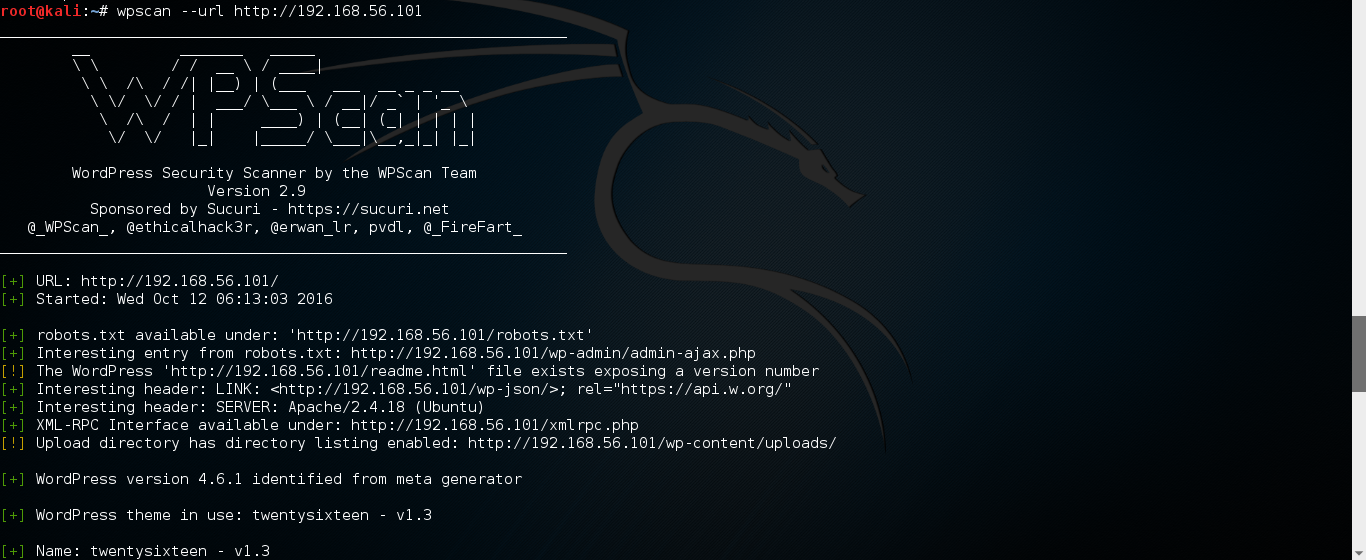 root@kali:~# wpscan --url http://192.168.56.101
WPScan
WordPress Security Scanner by the WPScan Team
Version 2.9
Sponsored by Sucuri - https://sucuri.net
@_WPScan_, @ethicalhack3r, @erwan_lr, pvdl, @_FireFart_
[+] URL: http://192.168.56.101/
[+] Started: Wed Oct 12 06:13:03 2016
[+] robots.txt available under: 'http://192.168.56.101/robots.txt'
[+] Interesting entry from robots.txt: http://192.168.56.101/wp-admin/admin-ajax.php
[!] The WordPress 'http://192.168.56.101/readme.html' file exists exposing a version number
[+] Interesting header: LINK: <http://192.168.56.101/wp-json/>; rel="https://api.w.org/"
[+] Interesting header: SERVER: Apache/2.4.18 (Ubuntu)
[+] XML-RPC Interface available under: http://192.168.56.101/xmlrpc.php
[!] Upload directory has directory listing enabled: http://192.168.56.101/wp-content/uploads/
[+] WordPress version 4.6.1 identified from meta generator
[+] WordPress theme in use: twentysixteen - v1.3
[+] Name: twentysixteen - v1.3